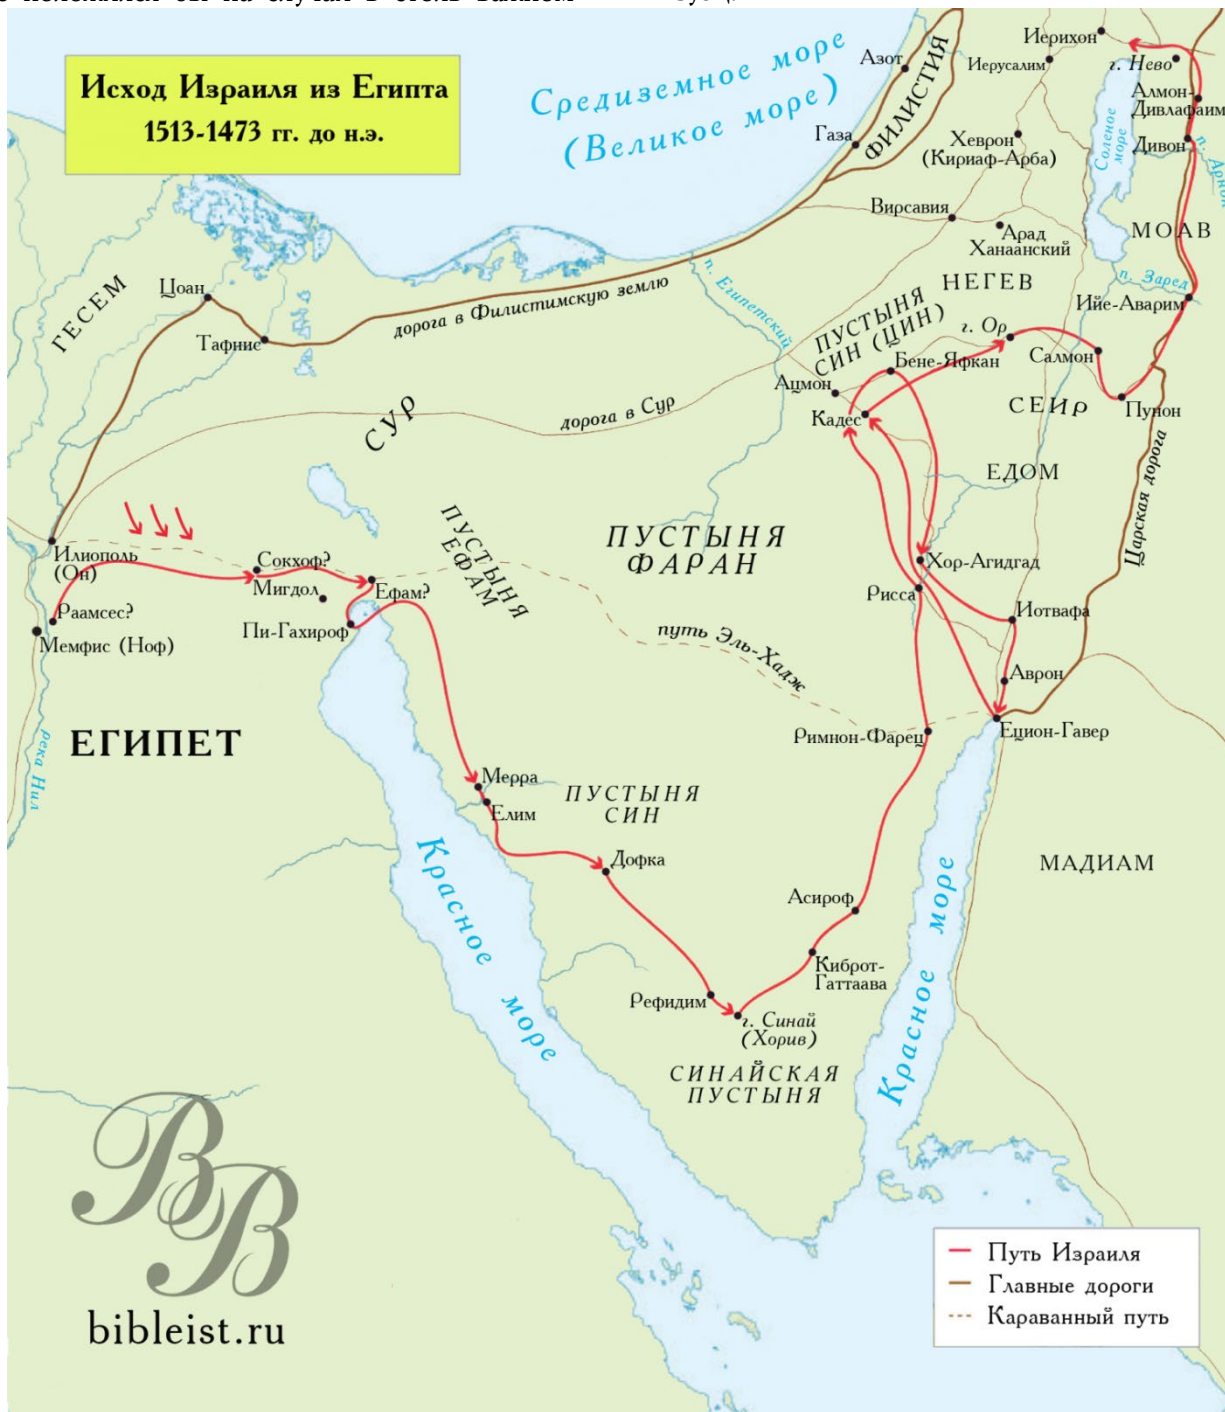 Исход Израиля из Египта
1513-1473 гг. до н.э.
Средиземное море
(Великое море)
ФИЛИСТИЯ
Азот
Газа
Иерихон
Иерусалим
г. Нево
Алмон-
Дивлафаим
Дивон
п. Арнон
Соленое
море
Хеврон
(Кириаф-Арба)
Вирсавия
Арад
Ханаанский
МОАВ
НЕГЕВ
п. Заред
Ийе-Аварим
ГЕСЕМ
Цоан
Тафнис
дорога в Филистимскую землю
п. Египетский
ПУСТЫНЯ
СИН (ЦИН)
г. Ор
Салмон
Бене-Яфкан
Ацмон
Кадес
СЕИР
Пунон
СУР
дорога в Сур
ЕДОМ
Царская дорога
Илиополь
(Он)
Сокхоф?
Мигдол
Ефам?
ПУСТЫНЯ
ЕФАМ
ПУСТЫНЯ
ФАРАН
Хор-Агидгад
Рисса
Раамсес?
Мемфис (Ноф)
Пи-Гахироф
путь Эль-Хадж
Иотвафа
Аврон
ЕГИПЕТ
река Нил
Римнон-Фарец
Ецион-Гавер
Мерра
Елим
ПУСТЫНЯ
СИН
Дофка
МАДИАМ
Красное море
Асироф
Киброт-
Гаттаава
Рефидим
г. Синай
(Хорив)
Красное море
СИНАЙСКАЯ
ПУСТЫНЯ
BB
bibleist.ru
Путь Израиля
Главные дороги
Караванный путь